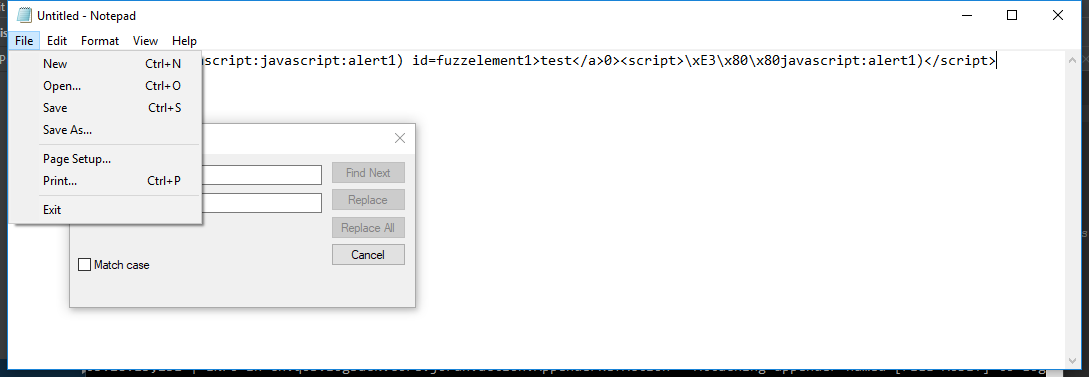 Untitled - Notepad
File Edit Format View Help
script:javascript:alert1) id=fuzzelement1>test</a>0><script>\xE3\x80\x80javascript:alert1)</script>
New Ctrl+N
Open... Ctrl+O
Save Ctrl+S
Save As...
Page Setup...
Print... Ctrl+P
Exit
Find Next
Replace
Replace All
Cancel
Match case